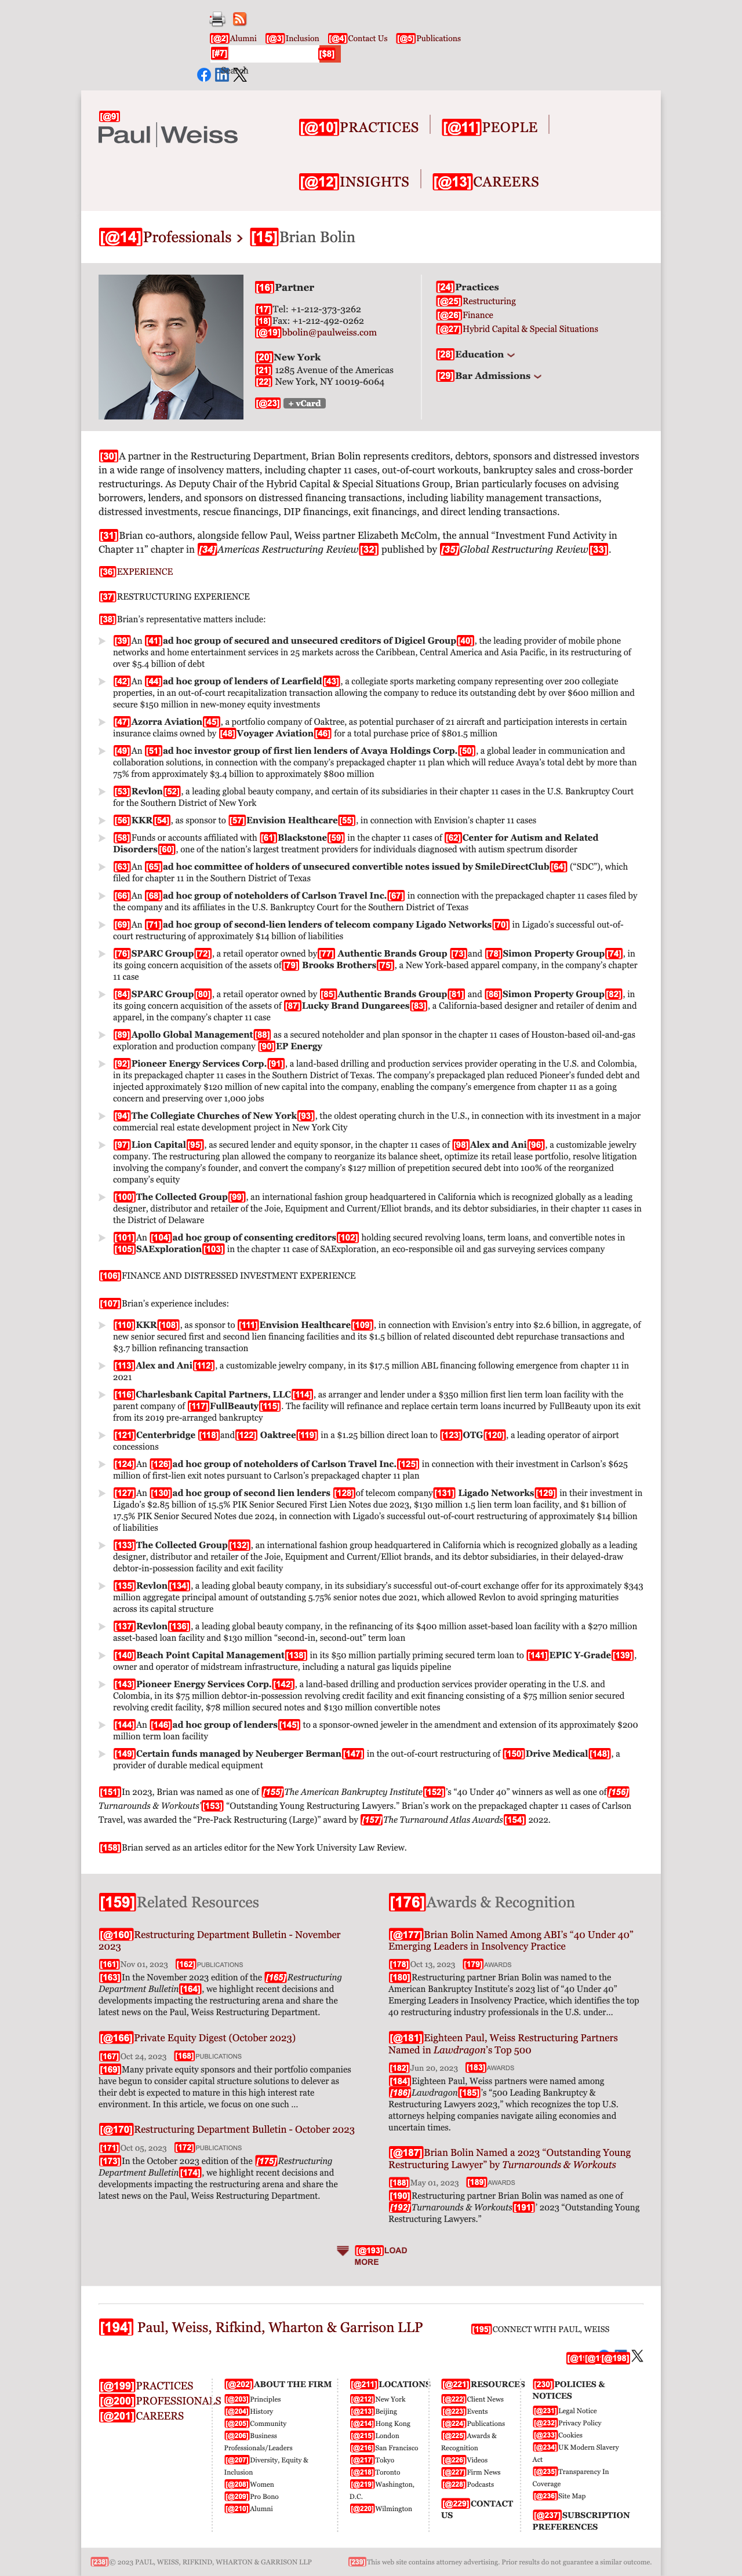 [@2]Alumni [@3]Inclusion [@4]Contact Us [@5]Publications
[#7] [$8]
[@9]
Paul|Weiss
[@10]PRACTICES [@11]PEOPLE
[@12]INSIGHTS [@13]CAREERS
[@14]Professionals > [15]Brian Bolin
[16]Partner
[17]Tel: +1-212-373-3262
[18]Fax: +1-212-492-0262
[@19]bbolin@paulweiss.com
[20]New York
[21] 1285 Avenue of the Americas
[22] New York, NY 10019-6064
[@23] + vCard
[24]Practices
[@25]Restructuring
[@26]Finance
[@27]Hybrid Capital & Special Situations
[28]Education
[29]Bar Admissions
[30]A partner in the Restructuring Department, Brian Bolin represents creditors, debtors, sponsors and distressed investors
in a wide range of insolvency matters, including chapter 11 cases, out-of-court workouts, bankruptcy sales and cross-border
restructurings. As Deputy Chair of the Hybrid Capital & Special Situations Group, Brian particularly focuses on advising
borrowers, lenders, and sponsors on distressed financing transactions, including liability management transactions,
distressed investments, rescue financings, DIP financings, exit financings, and direct lending transactions.
[31]Brian co-authors, alongside fellow Paul, Weiss partner Elizabeth McColm, the annual “Investment Fund Activity in
Chapter 11” chapter in [34]Americas Restructuring Review[32] published by [35]Global Restructuring Review[33].
[36]EXPERIENCE
[37]RESTRUCTURING EXPERIENCE
[38]Brian’s representative matters include:
[39]An [41]ad hoc group of secured and unsecured creditors of Digicel Group[40], the leading provider of mobile phone
networks and home entertainment services in 25 markets across the Caribbean, Central America and Asia Pacific, in its restructuring of
over $5.4 billion of debt
[42]An [44]ad hoc group of lenders of Learfield[43], a collegiate sports marketing company representing over 200 collegiate
properties, in an out-of-court recapitalization transaction allowing the company to reduce its outstanding debt by over $600 million and
secure $150 million in new-money equity investments
[47]Azorra Aviation[45], a portfolio company of Oaktree, as potential purchaser of 21 aircraft and participation interests in certain
insurance claims owned by [48]Voyager Aviation[46] for a total purchase price of $801.5 million
[49]An [51]ad hoc investor group of first lien lenders of Avaya Holdings Corp.[50], a global leader in communication and
collaboration solutions, in connection with the company’s prepackaged chapter 11 plan which will reduce Avaya’s total debt by more than
75% from approximately $3.4 billion to approximately $800 million
[53]Revlon[52], a leading global beauty company, and certain of its subsidiaries in their chapter 11 cases in the U.S. Bankruptcy Court
for the Southern District of New York
[56]KKR[54], as sponsor to [57]Envision Healthcare[55], in connection with Envision’s chapter 11 cases
[58]Funds or accounts affiliated with [61]Blackstone[59] in the chapter 11 cases of [62]Center for Autism and Related
Disorders[60], one of the nation’s largest treatment providers for individuals diagnosed with autism spectrum disorder
[63]An [65]ad hoc committee of holders of unsecured convertible notes issued by SmileDirectClub[64] (“SDC”), which
filed for chapter 11 in the Southern District of Texas
[66]An [68]ad hoc group of noteholders of Carlson Travel Inc.[67] in connection with the prepackaged chapter 11 cases filed by
the company and its affiliates in the U.S. Bankruptcy Court for the Southern District of Texas
[69]An [71]ad hoc group of second-lien lenders of telecom company Ligado Networks[70] in Ligado’s successful out-of-
court restructuring of approximately $14 billion of liabilities
[76]SPARC Group[72], a retail operator owned by[77] Authentic Brands Group [73]and [78]Simon Property Group[74], in
its going concern acquisition of the assets of[79] Brooks Brothers[75], a New York-based apparel company, in the company’s chapter
11 case
[84]SPARC Group[80], a retail operator owned by [85]Authentic Brands Group[81] and [86]Simon Property Group[82], in
its going concern acquisition of the assets of [87]Lucky Brand Dungarees[83], a California-based designer and retailer of denim and
apparel, in the company’s chapter 11 case
[89]Apollo Global Management[88] as a secured noteholder and plan sponsor in the chapter 11 cases of Houston-based oil-and-gas
exploration and production company [90]EP Energy
[92]Pioneer Energy Services Corp.[91], a land-based drilling and production services provider operating in the U.S. and Colombia,
in its prepackaged chapter 11 cases in the Southern District of Texas. The company’s prepackaged plan reduced Pioneer’s funded debt and
injected approximately $120 million of new capital into the company, enabling the company’s emergence from chapter 11 as a going
concern and preserving over 1,000 jobs
[94]The Collegiate Churches of New York[93], the oldest operating church in the U.S., in connection with its investment in a major
commercial real estate development project in New York City
[97]Lion Capital[95], as secured lender and equity sponsor, in the chapter 11 cases of [98]Alex and Ani[96], a customizable jewelry
company. The restructuring plan allowed the company to reorganize its balance sheet, optimize its retail lease portfolio, resolve litigation
involving the company’s founder, and convert the company’s $127 million of prepetition secured debt into 100% of the reorganized
company’s equity
[100]The Collected Group[99], an international fashion group headquartered in California which is recognized globally as a leading
designer, distributor and retailer of the Joie, Equipment and Current/Elliot brands, and its debtor subsidiaries, in their chapter 11 cases in
the District of Delaware
[101]An [104]ad hoc group of consenting creditors[102] holding secured revolving loans, term loans, and convertible notes in
[105]SAExploration[103] in the chapter 11 case of SAExploration, an eco-responsible oil and gas surveying services company
[106]FINANCE AND DISTRESSED INVESTMENT EXPERIENCE
[107]Brian’s experience includes:
[110]KKR[108], as sponsor to [111]Envision Healthcare[109], in connection with Envision’s entry into $2.6 billion, in aggregate, of
new senior secured first and second lien financing facilities and its $1.5 billion of related discounted debt repurchase transactions and
$3.7 billion refinancing transaction
[113]Alex and Ani[112], a customizable jewelry company, in its $17.5 million ABL financing following emergence from chapter 11 in
2021
[116]Charlesbank Capital Partners, LLC[114], as arranger and lender under a $350 million first lien term loan facility with the
parent company of [117]FullBeauty[115]. The facility will refinance and replace certain term loans incurred by FullBeauty upon its exit
from its 2019 pre-arranged bankruptcy
[121]Centerbridge [118]and[122] Oaktree[119] in a $1.25 billion direct loan to [123]OTG[120], a leading operator of airport
concessions
[124]An [126]ad hoc group of noteholders of Carlson Travel Inc.[125] in connection with their investment in Carlson’s $625
million of first-lien exit notes pursuant to Carlson’s prepackaged chapter 11 plan
[127]An [130]ad hoc group of second lien lenders [128]of telecom company[131] Ligado Networks[129] in their investment in
Ligado’s $2.85 billion of 15.5% PIK Senior Secured First Lien Notes due 2023, $130 million 1.5 lien term loan facility, and $1 billion of
17.5% PIK Senior Secured Notes due 2024, in connection with Ligado’s successful out-of-court restructuring of approximately $14 billion
of liabilities
[133]The Collected Group[132], an international fashion group headquartered in California which is recognized globally as a leading
designer, distributor and retailer of the Joie, Equipment and Current/Elliot brands, and its debtor subsidiaries, in their delayed-draw
debtor-in-possession facility and exit facility
[135]Revlon[134], a leading global beauty company, in its subsidiary’s successful out-of-court exchange offer for its approximately $343
million aggregate principal amount of outstanding 5.75% senior notes due 2021, which allowed Revlon to avoid springing maturities
across its capital structure
[137]Revlon[136], a leading global beauty company, in the refinancing of its $400 million asset-based loan facility with a $270 million
asset-based loan facility and $130 million “second-in, second-out” term loan
[140]Beach Point Capital Management[138] in its $50 million partially priming secured term loan to [141]EPIC Y-Grade[139],
owner and operator of midstream infrastructure, including a natural gas liquids pipeline
[143]Pioneer Energy Services Corp.[142], a land-based drilling and production services provider operating in the U.S. and
Colombia, in its $75 million debtor-in-possession revolving credit facility and exit financing consisting of a $75 million senior secured
revolving credit facility, $78 million secured notes and $130 million convertible notes
[144]An [146]ad hoc group of lenders[145] to a sponsor-owned jeweler in the amendment and extension of its approximately $200
million term loan facility
[149]Certain funds managed by Neuberger Berman[147] in the out-of-court restructuring of [150]Drive Medical[148], a
provider of durable medical equipment
[151]In 2023, Brian was named as one of [155]The American Bankruptcy Institute[152]’s “40 Under 40” winners as well as one of[156]
Turnarounds & Workouts’[153] “Outstanding Young Restructuring Lawyers.” Brian’s work on the prepackaged chapter 11 cases of Carlson
Travel, was awarded the “Pre-Pack Restructuring (Large)” award by [157]The Turnaround Atlas Awards[154] 2022.
[158]Brian served as an articles editor for the New York University Law Review.
[159]Related Resources
[@160]Restructuring Department Bulletin - November
2023
[161]Nov 01, 2023 [162]PUBLICATIONS
[163]In the November 2023 edition of the [165]Restructuring
Department Bulletin[164], we highlight recent decisions and
developments impacting the restructuring arena and share the
latest news on the Paul, Weiss Restructuring Department.
[@166]Private Equity Digest (October 2023)
[167]Oct 24, 2023 [168]PUBLICATIONS
[169]Many private equity sponsors and their portfolio companies
have begun to consider capital structure solutions to delever as
their debt is expected to mature in this high interest rate
environment. In this article, we focus on one such ...
[@170]Restructuring Department Bulletin - October 2023
[171]Oct 05, 2023 [172]PUBLICATIONS
[173]In the October 2023 edition of the [175]Restructuring
Department Bulletin[174], we highlight recent decisions and
developments impacting the restructuring arena and share the
latest news on the Paul, Weiss Restructuring Department.
[176]Awards & Recognition
[@177]Brian Bolin Named Among ABI’s “40 Under 40”
Emerging Leaders in Insolvency Practice
[178]Oct 13, 2023 [179]AWARDS
[180]Restructuring partner Brian Bolin was named to the
American Bankruptcy Institute’s 2023 list of “40 Under 40”
Emerging Leaders in Insolvency Practice, which identifies the top
40 restructuring industry professionals in the U.S. under...
[@181]Eighteen Paul, Weiss Restructuring Partners
Named in Lawdragon’s Top 500
[182]Jun 20, 2023 [183]AWARDS
[184]Eighteen Paul, Weiss partners were named among
[186]Lawdragon[185]’s “500 Leading Bankruptcy &
Restructuring Lawyers 2023,” which recognizes the top U.S.
attorneys helping companies navigate ailing economies and
uncertain times.
[@187]Brian Bolin Named a 2023 “Outstanding Young
Restructuring Lawyer” by Turnarounds & Workouts
[188]May 01, 2023 [189]AWARDS
[190]Restructuring partner Brian Bolin was named as one of
[192]Turnarounds & Workouts[191]’ 2023 “Outstanding Young
Restructuring Lawyers.”
[@193]LOAD
MORE
[194] Paul, Weiss, Rifkind, Wharton & Garrison LLP
[195]CONNECT WITH PAUL, WEISS
[@198]
[@199]PRACTICES
[@200]PROFESSIONALS
[@201]CAREERS
[@202]ABOUT THE FIRM
[@203]Principles
[@204]History
[@205]Community
[@206]Business
Professionals/Leaders
[@207]Diversity, Equity &
Inclusion
[@208]Women
[@209]Pro Bono
[@210]Alumni
[@211]LOCATIONS
[@212]New York
[@213]Beijing
[@214]Hong Kong
[@215]London
[@216]San Francisco
[@217]Tokyo
[@218]Toronto
[@219]Washington,
D.C.
[@220]Wilmington
[@221]RESOURCES
[@222]Client News
[@223]Events
[@224]Publications
[@225]Awards &
Recognition
[@226]Videos
[@227]Firm News
[@228]Podcasts
[@229]CONTACT
US
[230]POLICIES &
NOTICES
[@231]Legal Notice
[@232]Privacy Policy
[@233]Cookies
[@234]UK Modern Slavery
Act
[@235]Transparency In
Coverage
[@236]Site Map
[@237]SUBSCRIPTION
PREFERENCES
[238]© 2023 PAUL, WEISS, RIFKIND, WHARTON & GARRISON LLP
[239]This web site contains attorney advertising. Prior results do not guarantee a similar outcome.